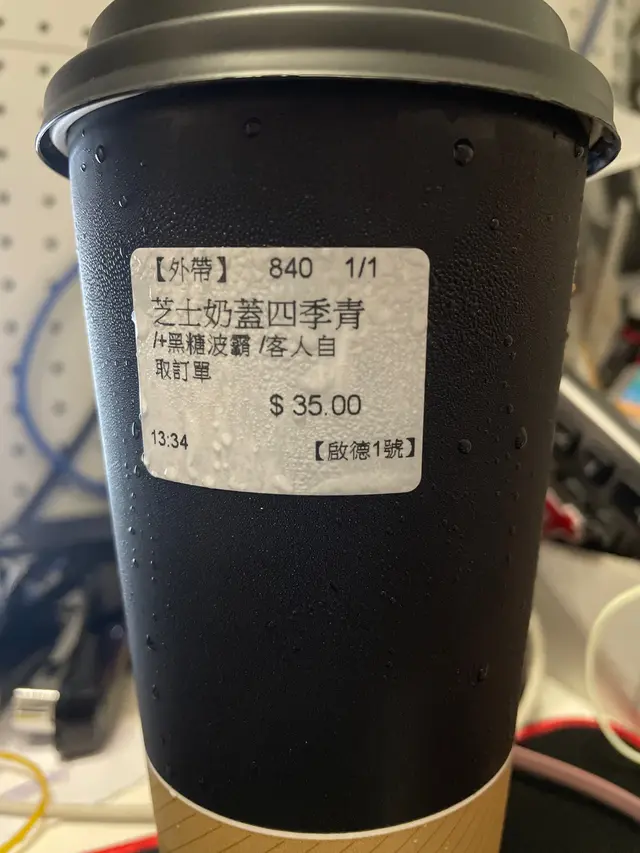 【外帶】 840 1/1
芝士奶蓋四季青
/+黑糖波霸 /客人自
取訂單
$ 35.00
13:34 【啟德1號】